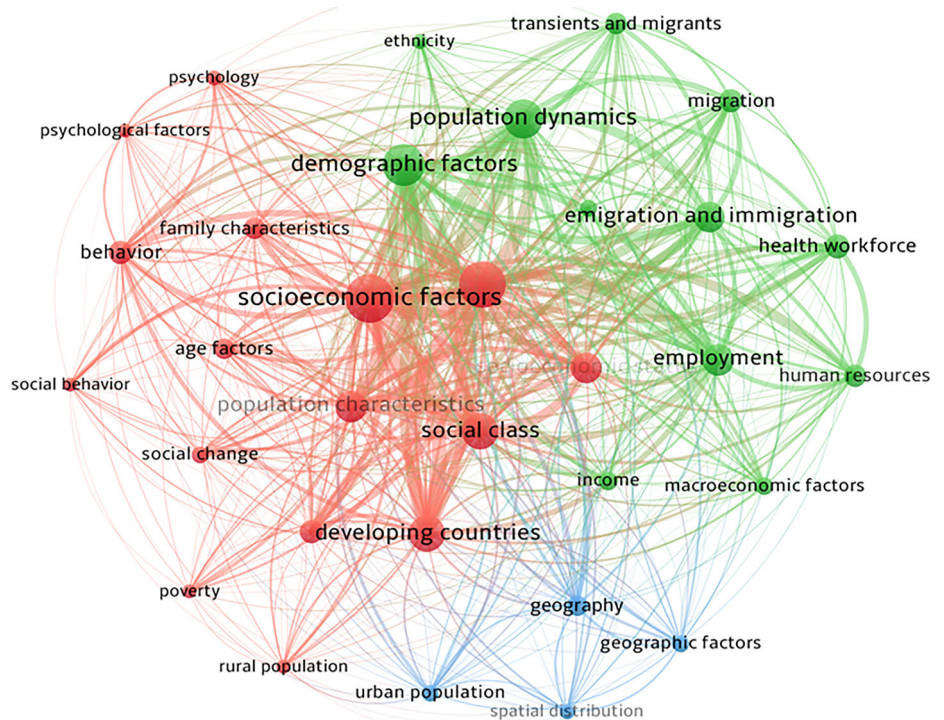 transients and migrants
ethnicity
psychology
migration
population dynamics
psychological factors
demographic factors
emigration and immigration
family characteristics
health workforce
behavior
socioeconomic factors
age factors
employment
socioeconomic status
human resources
social behavior
population characteristics
social class
social change
income
macroeconomic factors
developing countries
poverty
geography
geographic factors
rural population
urban population
spatial distribution